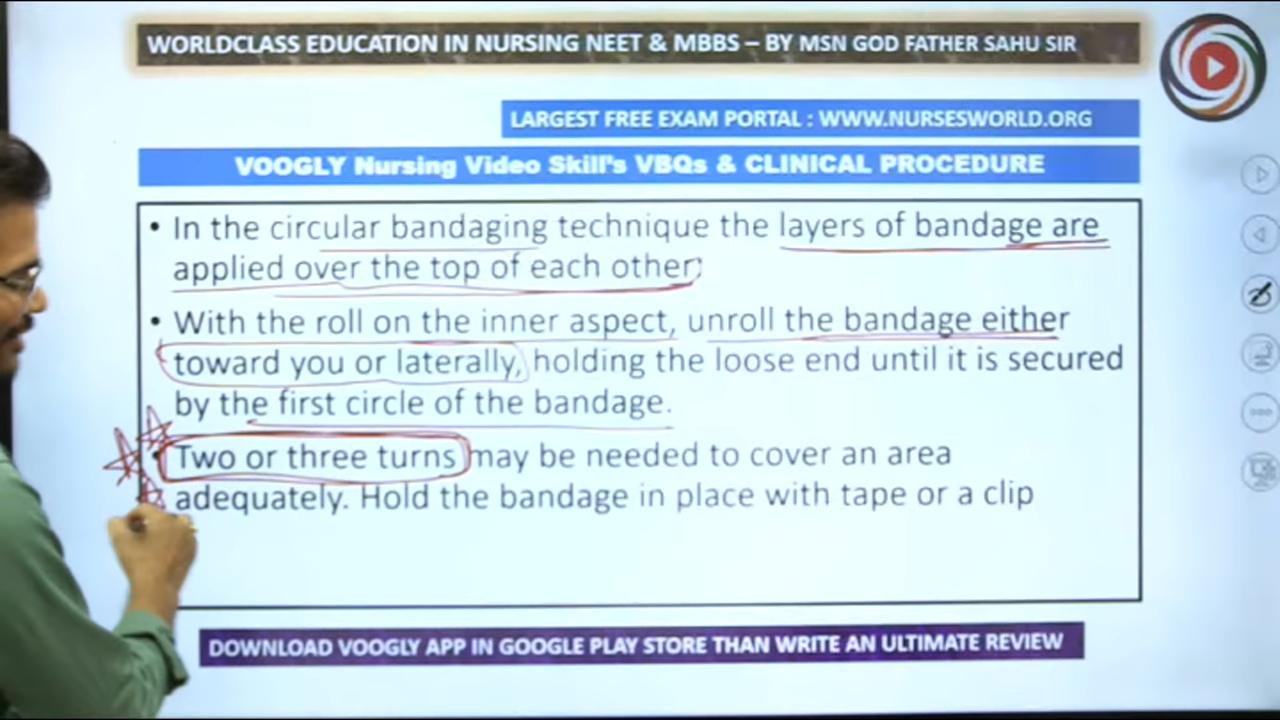 WORLDCLASS EDUCATION IN NURSING NEET & MBBS – BY MSN GOD FATHER SAHU SIR
LARGEST FREE EXAM PORTAL : WWW.NURSESWORLD.ORG
VOOGLY Nursing Video Skill's VBQs & CLINICAL PROCEDURE
• In the circular bandaging technique the layers of bandage are
applied over the top of each other
• With the roll on the inner aspect, unroll the bandage either
toward you or laterally, holding the loose end until it is secured
by the first circle of the bandage.
• Two or three turns may be needed to cover an area
adequately. Hold the bandage in place with tape or a clip
DOWNLOAD VOOGLY APP IN GOOGLE PLAY STORE THAN WRITE AN ULTIMATE REVIEW